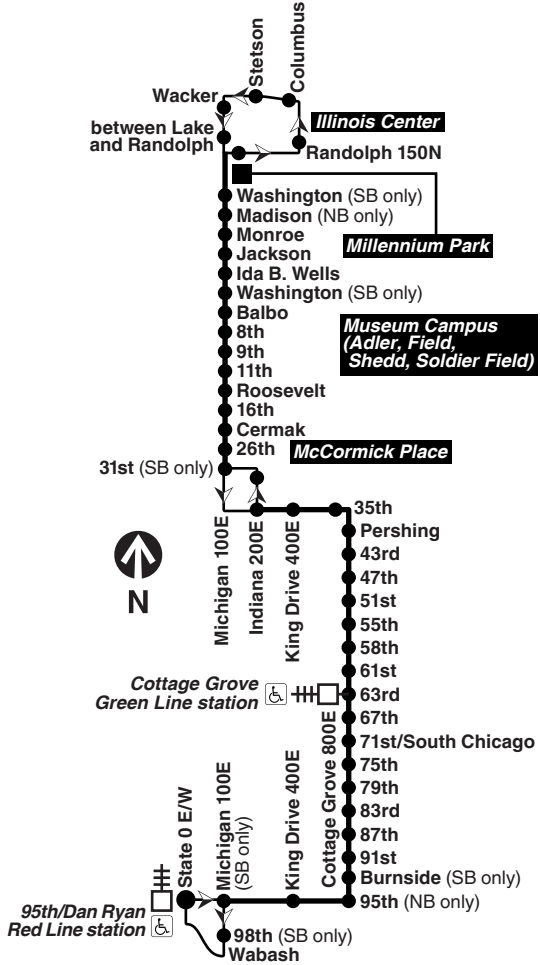 Stetson
Columbus
Wacker
Illinois Center
between Lake
and Randolph
Randolph 150N
Washington (SB only)
Madison (NB only)
Monroe
Millennium Park
Jackson
Ida B. Wells
Washington (SB only)
Balbo
Museum Campus
(Adler, Field,
Shedd, Soldier Field)
8th
9th
11th
Roosevelt
16th
Cermak
26th
McCormick Place
31st (SB only)
Michigan 100E
Indiana 200E
King Drive 400E
35th
Pershing
N
43rd
47th
51st
55th
58th
61st
Cottage Grove
Green Line station
63rd
Cottage Grove 800E
67th
71st/South Chicago
75th
79th
83rd
87th
91st
Burnside (SB only)
95th (NB only)
State 0 E/W
Michigan 100E
(SB only)
King Drive 400E
95th/Dan Ryan
Red Line station
98th (SB only)
Wabash